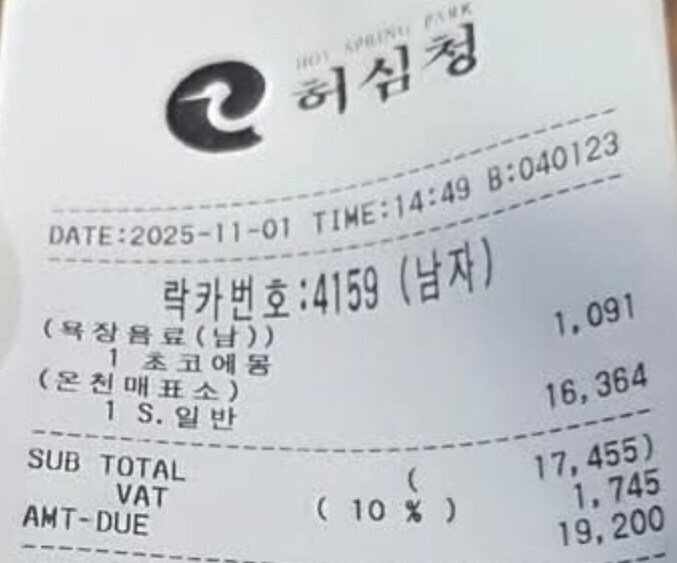 HOT SPRING PARK
허심청
DATE:2025-11-01 TIME:14:49 B:040123
락카번호:4159 (남자)
(욕장음료(남))
1 초코에몽 1,091
(온천매표소)
1 S.일반 16,364
SUB TOTAL ( 17,455)
VAT ( 10 % ) 1,745
AMT-DUE 19,200